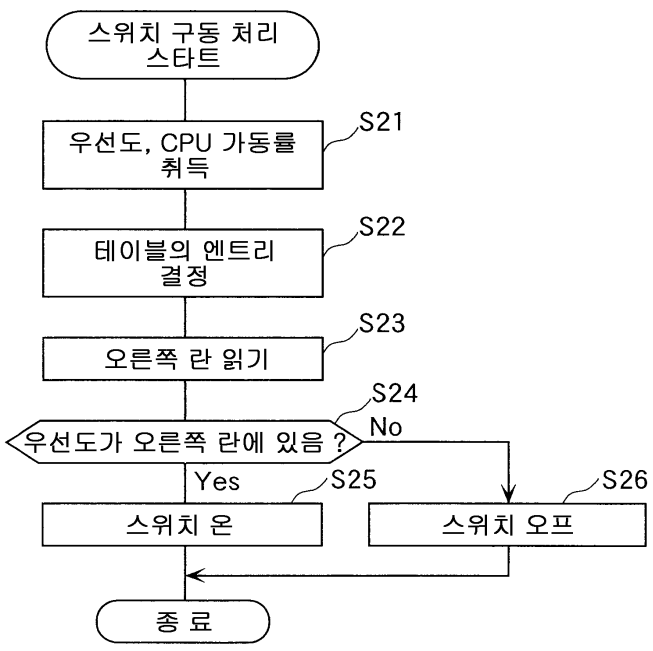 스위치 구동 처리
스타트
S21
우선도, CPU 가동률
취득
S22
테이블의 엔트리
결정
S23
오른쪽 란 읽기
S24
우선도가 오른쪽 란에 있음 ?
No
Yes
S25
S26
스위치 온
스위치 오프
종 료